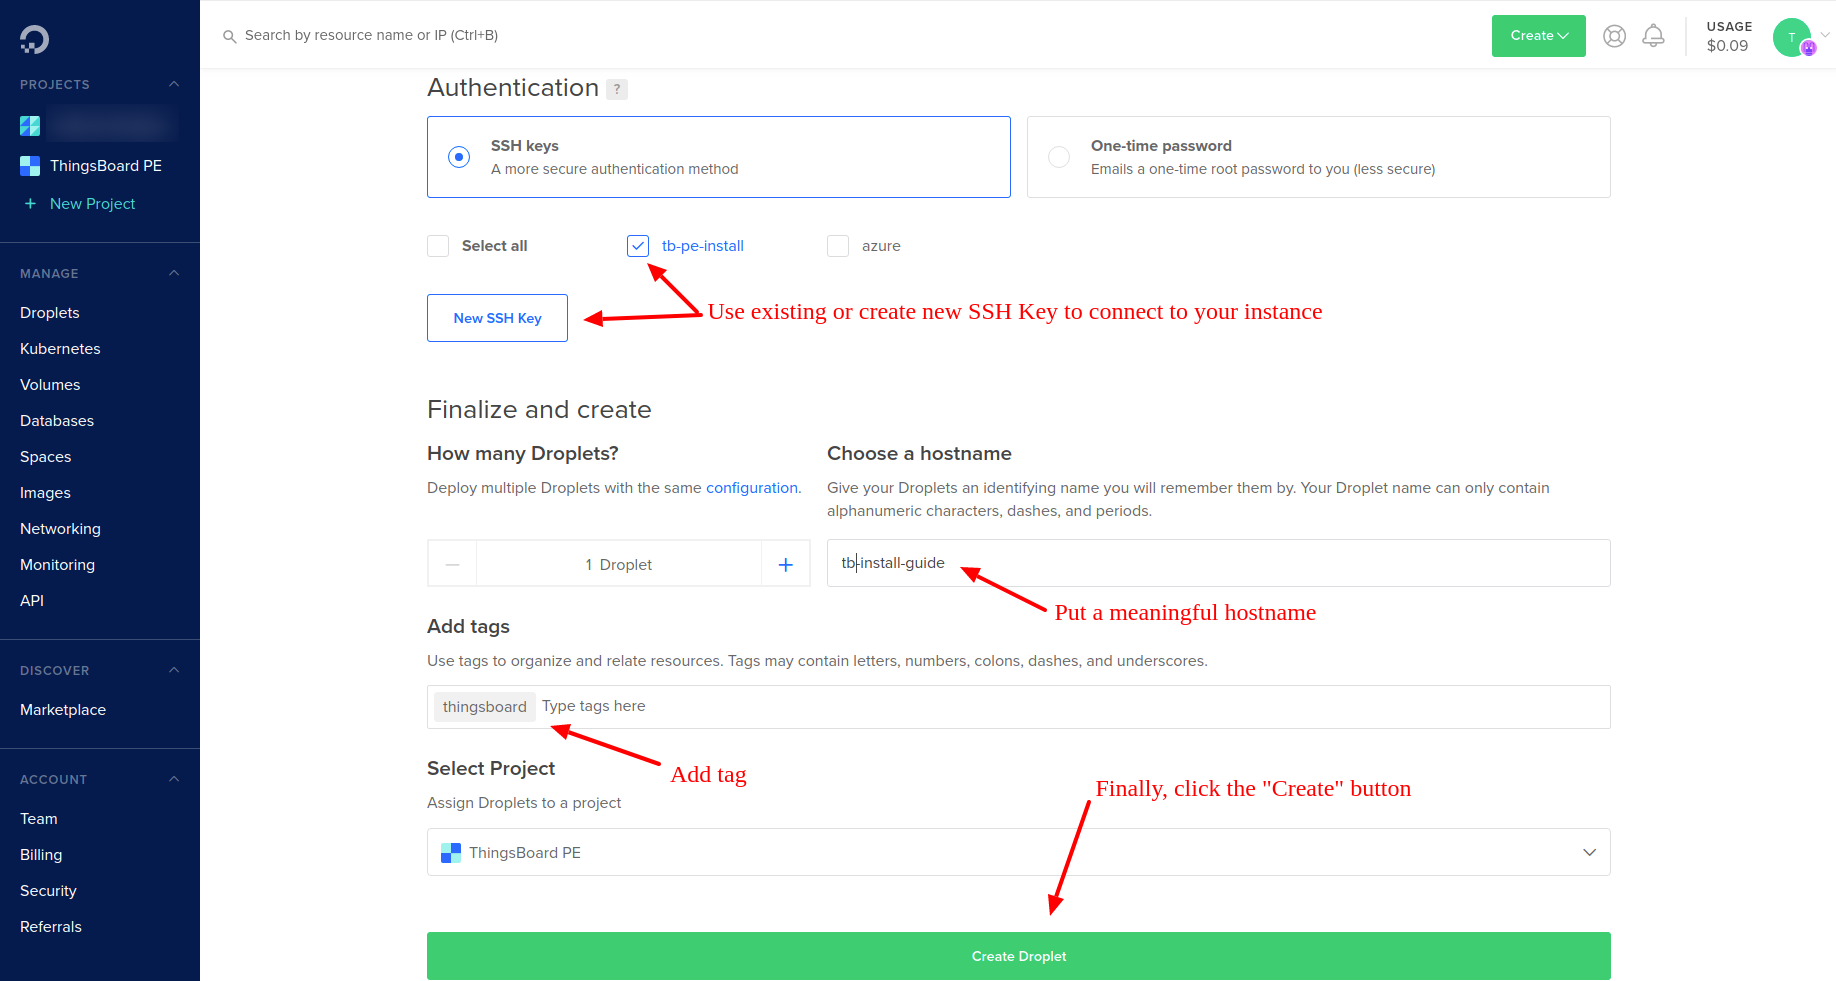 Search by resource name or IP (Ctrl+B)
Create
USAGE
$0.09
T
PROJECTS
ThingsBoard PE
+ New Project
MANAGE
Droplets
Kubernetes
Volumes
Databases
Spaces
Images
Networking
Monitoring
API
DISCOVER
Marketplace
ACCOUNT
Team
Billing
Security
Referrals
Authentication ?
SSH keys
A more secure authentication method
One-time password
Emails a one-time root password to you (less secure)
Select all
tb-pe-install
azure
New SSH Key
Use existing or create new SSH Key to connect to your instance
Finalize and create
How many Droplets?
Deploy multiple Droplets with the same configuration.
1 Droplet
Choose a hostname
Give your Droplets an identifying name you will remember them by. Your Droplet name can only contain
alphanumeric characters, dashes, and periods.
tb-install-guide
Put a meaningful hostname
Add tags
Use tags to organize and relate resources. Tags may contain letters, numbers, colons, dashes, and underscores.
thingsboard Type tags here
Add tag
Select Project
Assign Droplets to a project
ThingsBoard PE
Finally, click the "Create" button
Create Droplet